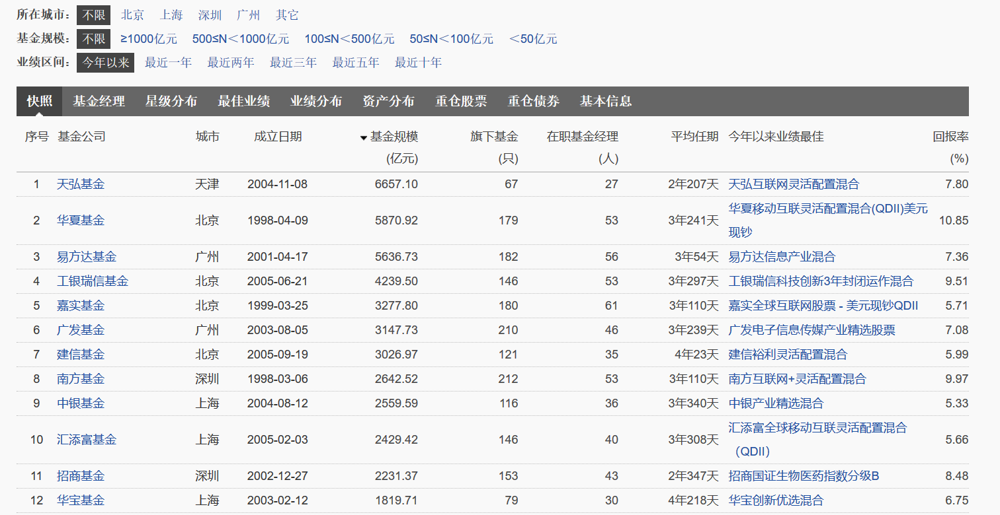 所在城市： 不限 北京 上海 深圳 广州 其它
基金规模： 不限 ≥1000亿元 500≤N＜1000亿元 100≤N＜500亿元 50≤N＜100亿元 ＜50亿元
业绩区间： 今年以来 最近一年 最近两年 最近三年 最近五年 最近十年
快照 基金经理 星级分布 最佳业绩 业绩分布 资产分布 重仓股票 重仓债券 基本信息
序号 基金公司 城市 成立日期 基金规模 旗下基金 在职基金经理 平均任期 今年以来业绩最佳 回报率
(亿元) (只) (人) (%)
1 天弘基金 天津 2004-11-08 6657.10 67 27 2年207天 天弘互联网灵活配置混合 7.80
2 华夏基金 北京 1998-04-09 5870.92 179 53 3年241天 华夏移动互联灵活配置混合(QDII)美元 10.85
现钞
3 易方达基金 广州 2001-04-17 5636.73 182 56 3年54天 易方达信息产业混合 7.36
4 工银瑞信基金 北京 2005-06-21 4239.50 146 53 3年297天 工银瑞信科技创新3年封闭运作混合 9.51
5 嘉实基金 北京 1999-03-25 3277.80 180 61 3年110天 嘉实全球互联网股票 - 美元现钞QDII 5.71
6 广发基金 广州 2003-08-05 3147.73 210 46 3年239天 广发电子信息传媒产业精选股票 7.08
7 建信基金 北京 2005-09-19 3026.97 121 35 4年23天 建信裕利灵活配置混合 5.99
8 南方基金 深圳 1998-03-06 2642.52 212 53 3年110天 南方互联网+灵活配置混合 9.97
9 中银基金 上海 2004-08-12 2559.59 116 36 3年340天 中银产业精选混合 5.33
10 汇添富基金 上海 2005-02-03 2429.42 146 40 3年308天 汇添富全球移动互联灵活配置混合 5.66
（QDII）
11 招商基金 深圳 2002-12-27 2231.37 153 43 2年347天 招商国证生物医药指数分级B 8.48
12 华宝基金 上海 2003-02-12 1819.71 79 30 4年218天 华宝创新优选混合 6.75